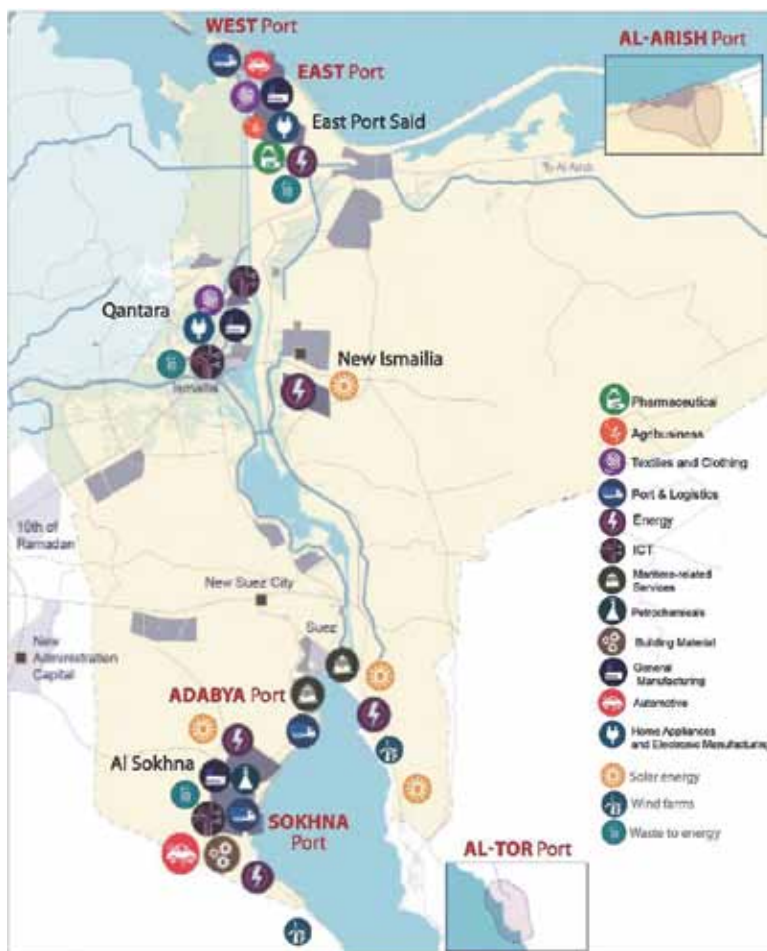 WEST Port
EAST Port
East Port Said
AL-ARISH Port
To Al Arish
Qantara
Ismailia
New Ismailia
10th of
Ramadan
New Suez City
Suez
New
Administration
Capital
ADABYA Port
Al Sokhna
SOKHNA
Port
AL-TOR Port
Pharmaceutical
Agribusiness
Textiles and Clothing
Port & Logistics
Energy
ICT
Maritime-related
Services
Petrochemicals
Building Material
General
Manufacturing
Automotive
Home Appliances
and Electronic Manufacturing
Solar energy
Wind farms
Waste to energy